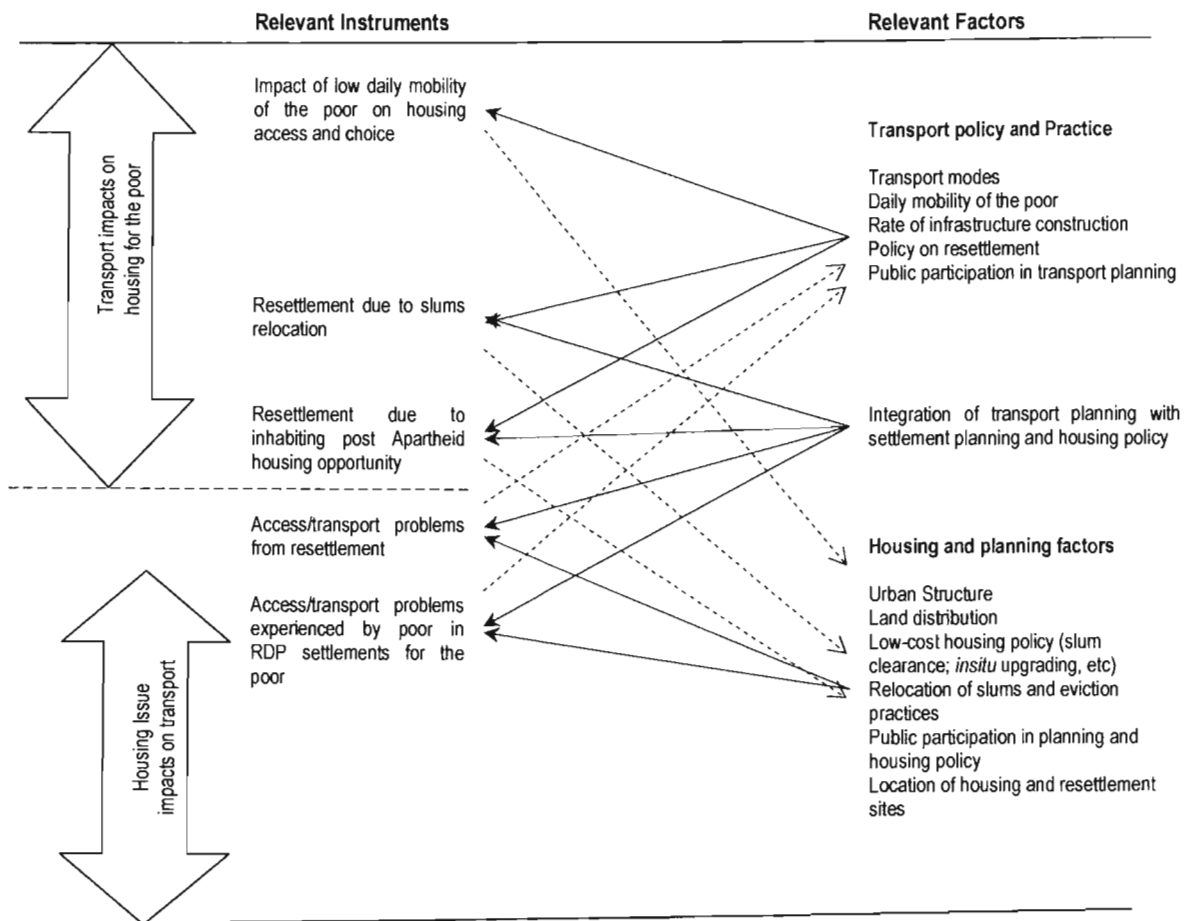 Relevant Instruments
Relevant Factors
Transport impacts on
housing for the poor
Impact of low daily mobility
of the poor on housing
access and choice
Resettlement due to slums
relocation
Resettlement due to
inhabiting post Apartheid
housing opportunity
Housing Issue
impacts on transport
Access/transport problems
from resettlement
Access/transport problems
experienced by poor in
RDP settlements for the
poor
Transport policy and Practice
Transport modes
Daily mobility of the poor
Rate of infrastructure construction
Policy on resettlement
Public participation in transport planning
Integration of transport planning with
settlement planning and housing policy
Housing and planning factors
Urban Structure
Land distribution
Low-cost housing policy (slum
clearance; insitu upgrading, etc)
Relocation of slums and eviction
practices
Public participation in planning and
housing policy
Location of housing and resettlement
sites